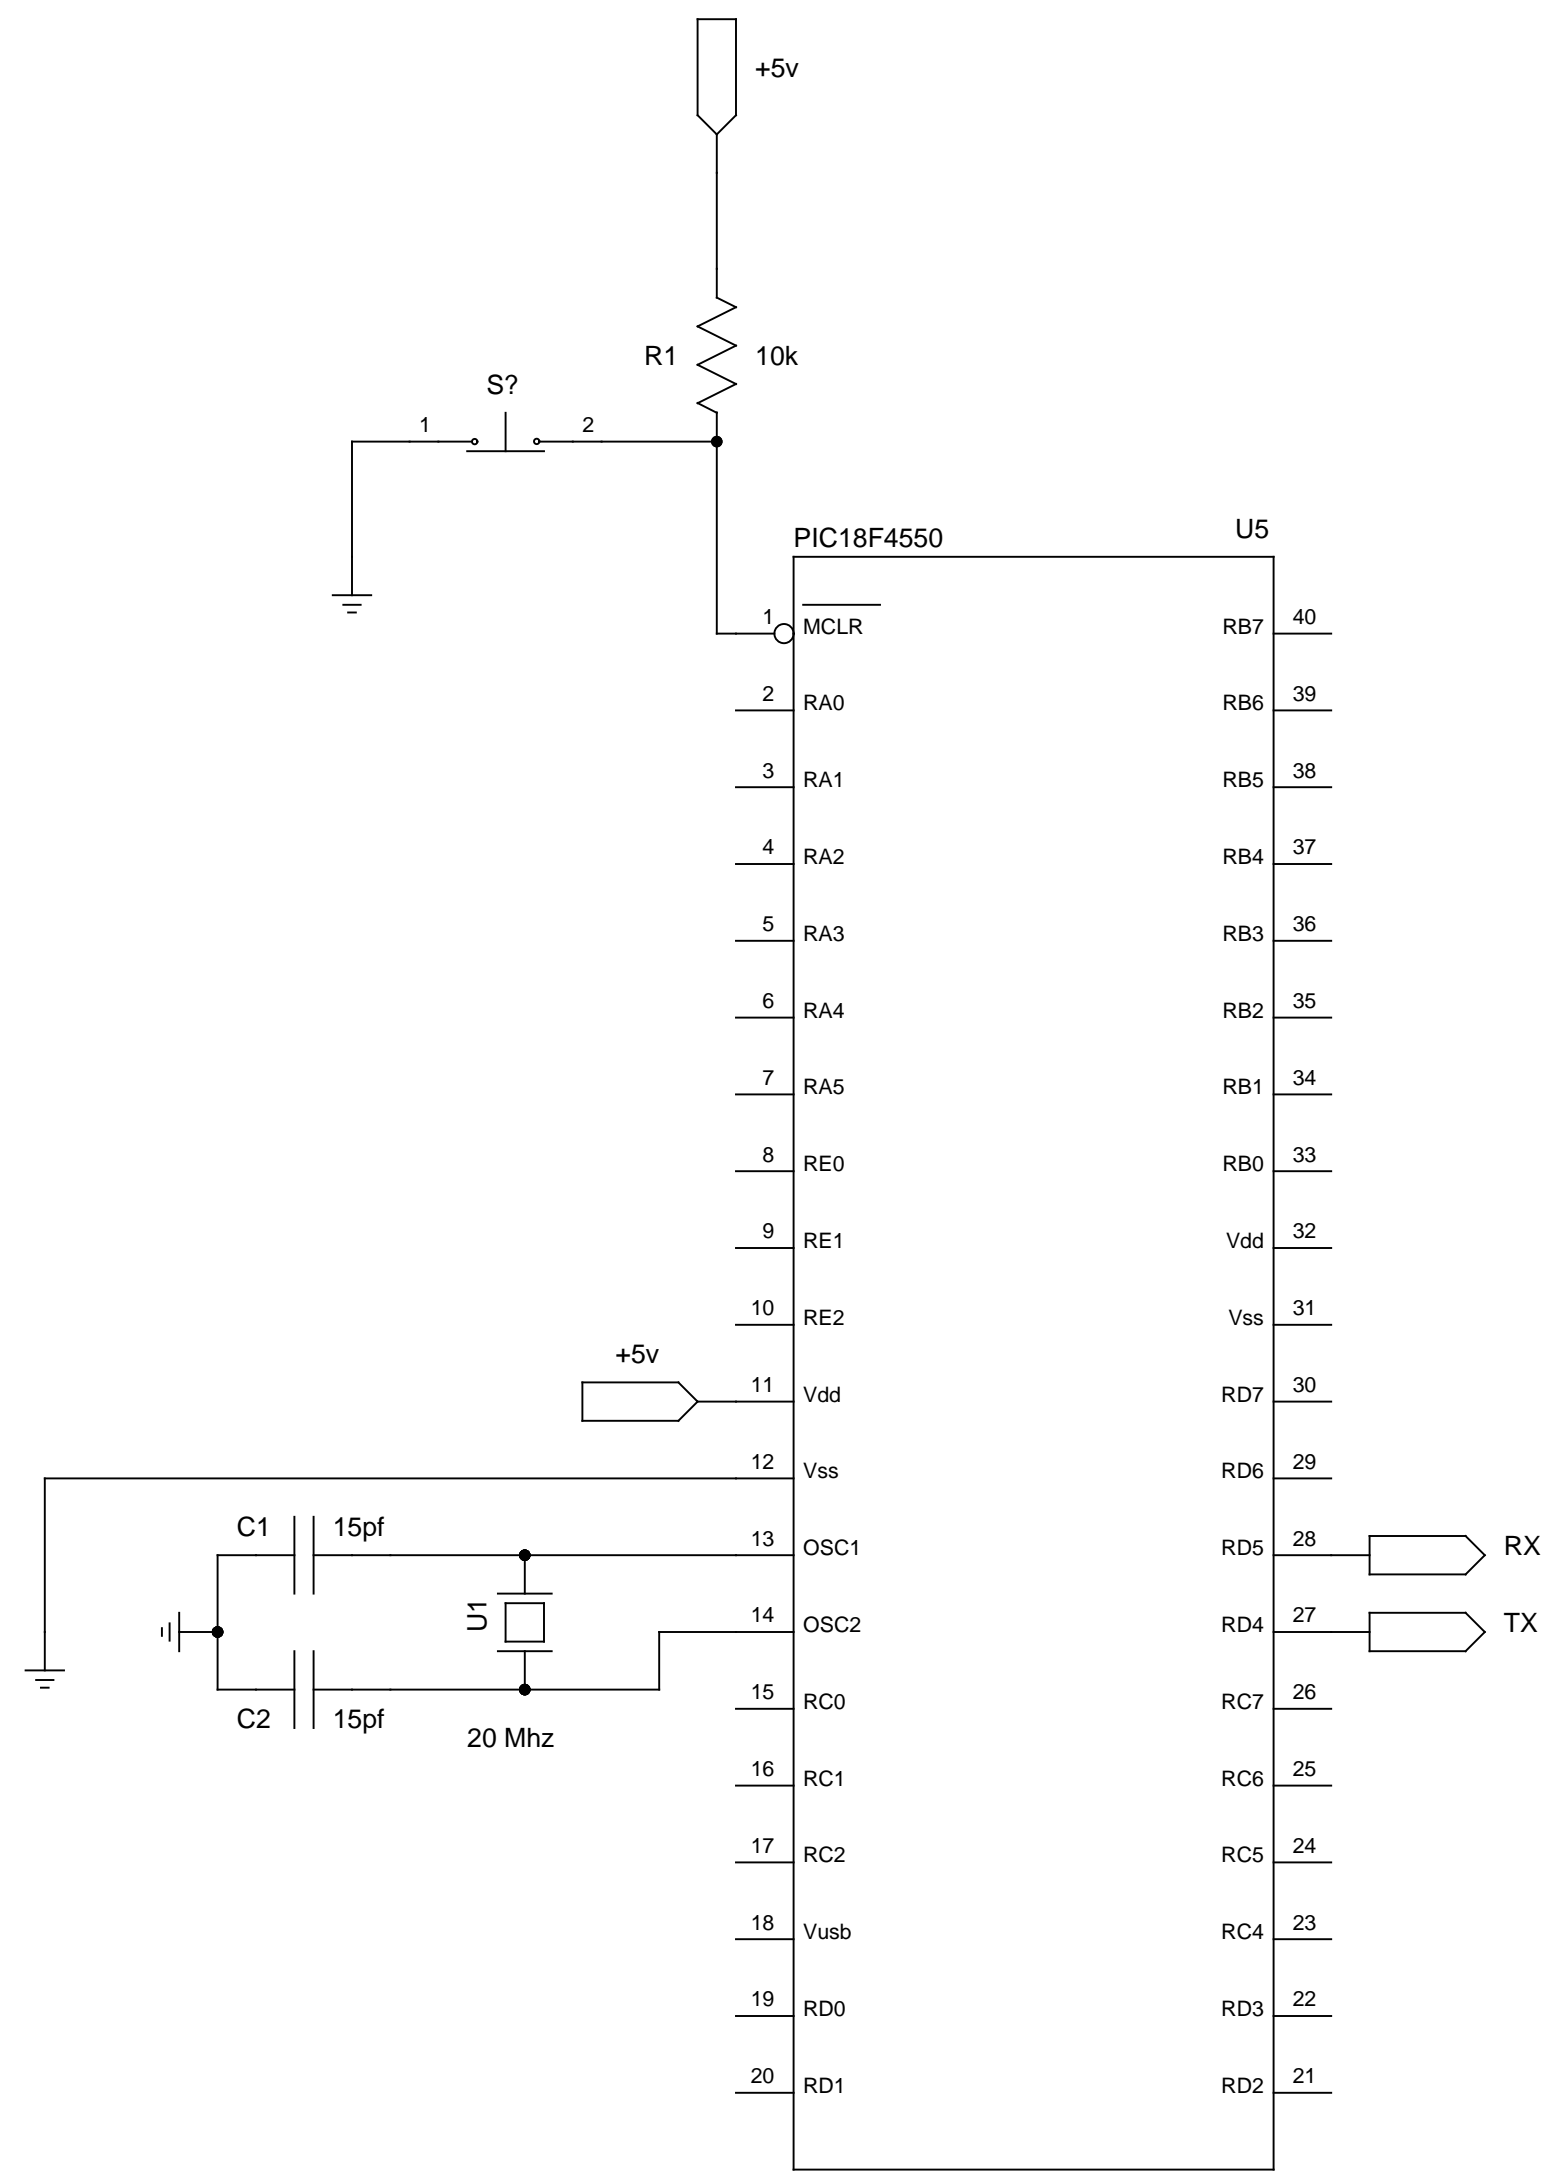 +5v
R1 10k
S?
1 2
PIC18F4550 U5
1 MCLR RB7 40
2 RA0 RB6 39
3 RA1 RB5 38
4 RA2 RB4 37
5 RA3 RB3 36
6 RA4 RB2 35
7 RA5 RB1 34
8 RE0 RB0 33
9 RE1 Vdd 32
10 RE2 Vss 31
+5v
11 Vdd RD7 30
12 Vss RD6 29
C1 15pf 13 OSC1 RD5 28 RX
U1 14 OSC2 RD4 27 TX
C2 15pf 15 RC0 RC7 26
20 Mhz
16 RC1 RC6 25
17 RC2 RC5 24
18 Vusb RC4 23
19 RD0 RD3 22
20 RD1 RD2 21